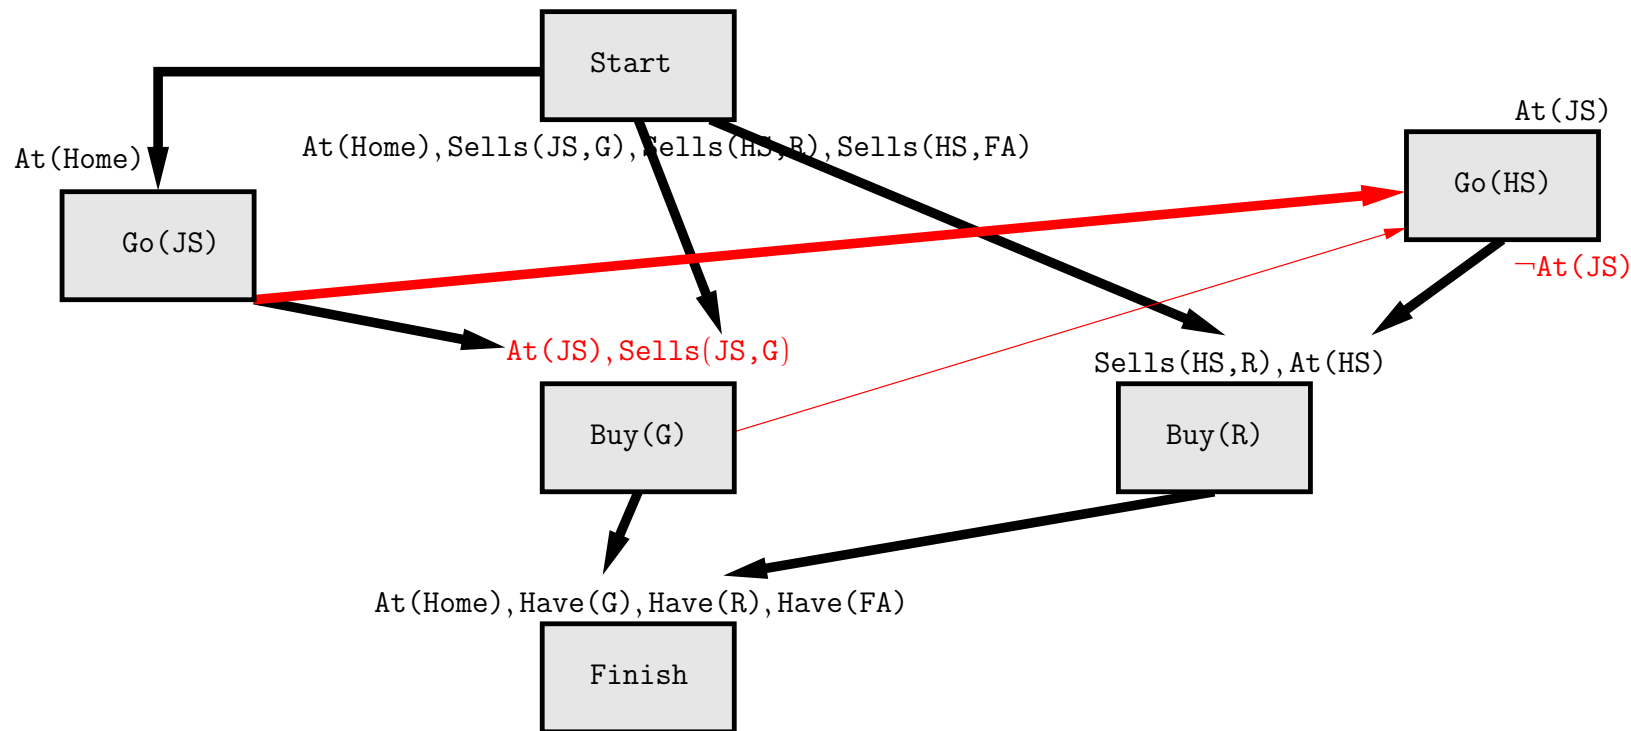 Start
At(JS)
At(Home),Sells(JS,G),Sells(HS,R),Sells(HS,FA)
At(Home)
Go(HS)
Go(JS)
¬At(JS)
At(JS),Sells(JS,G)
Sells(HS,R),At(HS)
Buy(G)
Buy(R)
At(Home),Have(G),Have(R),Have(FA)
Finish